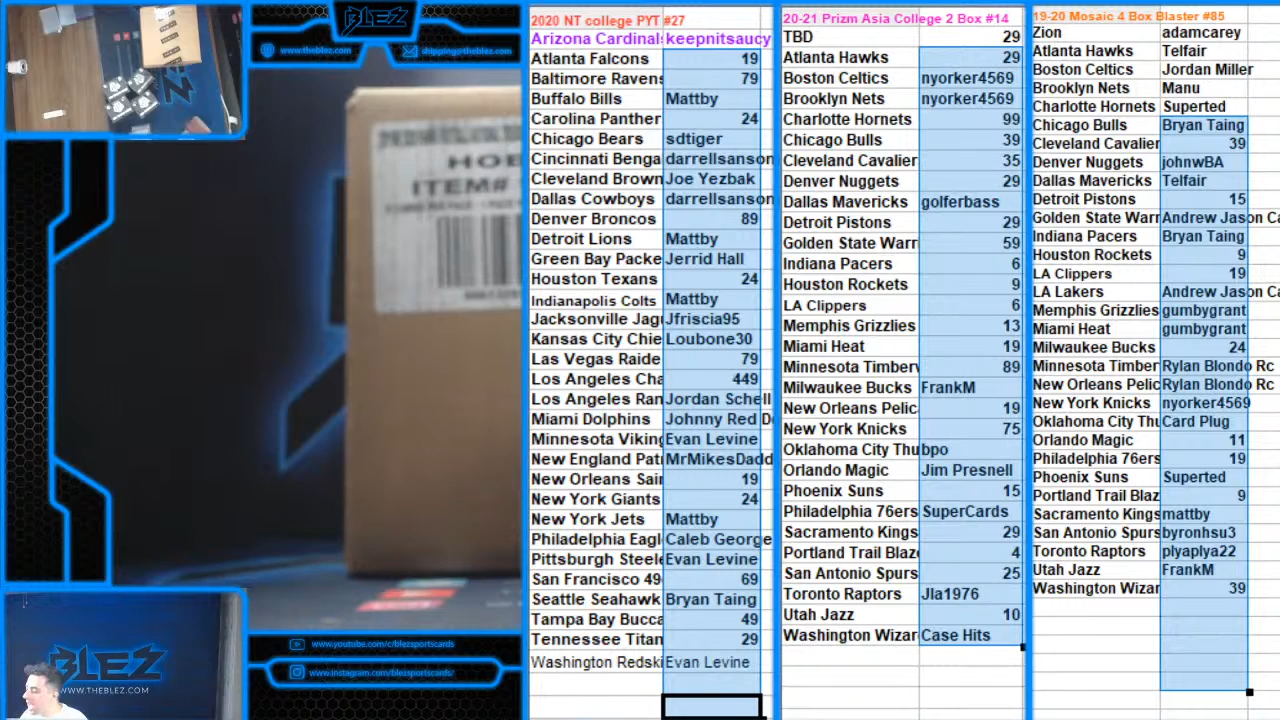 BLEZ
www.theblez.com
shipping@theblez.com
HOB
ITEM#
www.youtube.com/c/blezsportscards
www.instagram.com/blezsportscards
BLEZ
WWW.THEBLEZ.COM
2020 NT college PYT #27
Arizona Cardinals keepnitsaucy
Atlanta Falcons 19
Baltimore Ravens 79
Buffalo Bills Mattby
Carolina Panther 24
Chicago Bears sdtiger
Cincinnati Benga darrellsanson
Cleveland Brown Joe Yezbak
Dallas Cowboys darrellsanson
Denver Broncos 89
Detroit Lions Mattby
Green Bay Packe Jerrid Hall
Houston Texans 24
Indianapolis Colts Mattby
Jacksonville Jagu Jfriscia95
Kansas City Chie Loubone30
Las Vegas Raide 79
Los Angeles Cha 449
Los Angeles Ran Jordan Schell
Miami Dolphins Johnny Red D
Minnesota Viking Evan Levine
New England Pat MrMikesDadd
New Orleans Sai 19
New York Giants 24
New York Jets Mattby
Philadelphia Eagl Caleb George
Pittsburgh Steele Evan Levine
San Francisco 49 69
Seattle Seahawk Bryan Taing
Tampa Bay Bucca 49
Tennessee Titan 29
Washington Redski Evan Levine
20-21 Prizm Asia College 2 Box #14
TBD 29
Atlanta Hawks 29
Boston Celtics nyorker4569
Brooklyn Nets nyorker4569
Charlotte Hornets 99
Chicago Bulls 39
Cleveland Cavalier 35
Denver Nuggets 29
Dallas Mavericks golferbass
Detroit Pistons 29
Golden State Warr 59
Indiana Pacers 6
Houston Rockets 9
LA Clippers 6
Memphis Grizzlies 13
Miami Heat 19
Minnesota Timberv 89
Milwaukee Bucks FrankM
New Orleans Pelic 19
New York Knicks 75
Oklahoma City Thu bpo
Orlando Magic Jim Presnell
Phoenix Suns 15
Philadelphia 76ers SuperCards
Sacramento Kings 29
Portland Trail Blaze 4
San Antonio Spurs 25
Toronto Raptors Jla1976
Utah Jazz 10
Washington Wizar Case Hits
19-20 Mosaic 4 Box Blaster #85
Zion adamcarey
Atlanta Hawks Telfair
Boston Celtics Jordan Miller
Brooklyn Nets Manu
Charlotte Hornets Superted
Chicago Bulls Bryan Taing
Cleveland Cavalier 39
Denver Nuggets johnwBA
Dallas Mavericks Telfair
Detroit Pistons 15
Golden State Warr Andrew Jason Ca
Indiana Pacers Bryan Taing
Houston Rockets 9
LA Clippers 19
LA Lakers Andrew Jason Ca
Memphis Grizzlies gumbygrant
Miami Heat gumbygrant
Milwaukee Bucks 24
Minnesota Timber Rylan Blondo Rc
New Orleans Pelic Rylan Blondo Rc
New York Knicks nyorker4569
Oklahoma City Thu Card Plug
Orlando Magic 11
Philadelphia 76ers 19
Phoenix Suns Superted
Portland Trail Blaz 9
Sacramento Kings mattby
San Antonio Spurs byronhsu3
Toronto Raptors plyaplya22
Utah Jazz FrankM
Washington Wizar 39